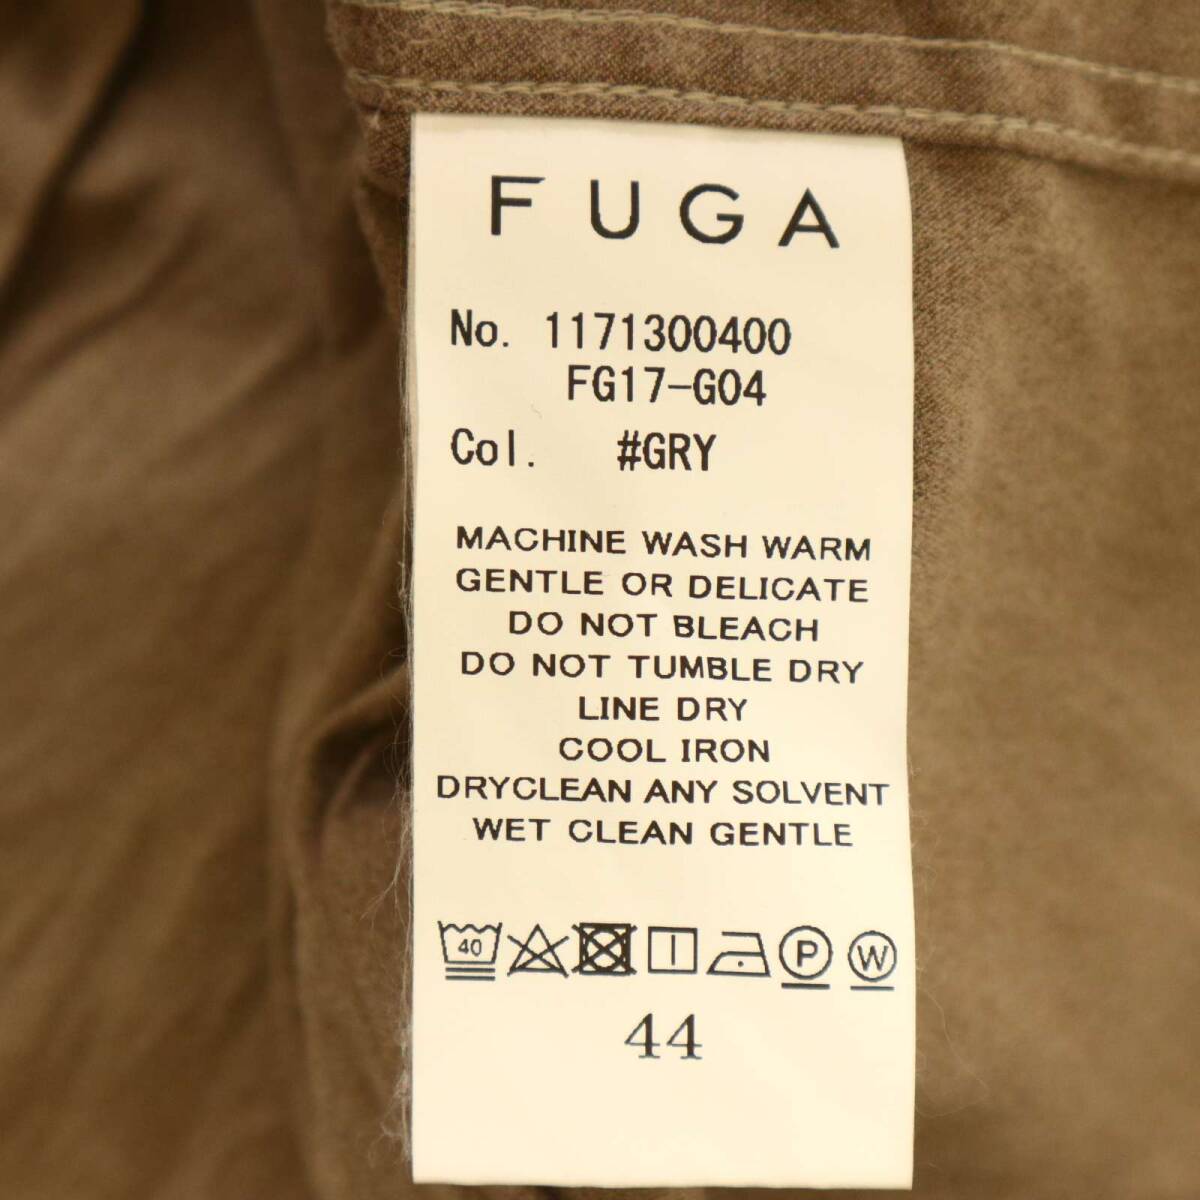 FUGA
No. 1171300400
FG17-G04
Col. #GRY
MACHINE WASH WARM
GENTLE OR DELICATE
DO NOT BLEACH
DO NOT TUMBLE DRY
LINE DRY
COOL IRON
DRYCLEAN ANY SOLVENT
WET CLEAN GENTLE
40 P W
44